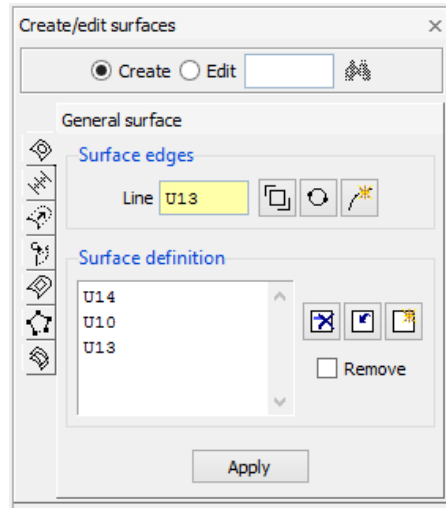 Create/edit surfaces
Create Edit
General surface
Surface edges
Line U13
Surface definition
U14
U10
U13
Remove
Apply